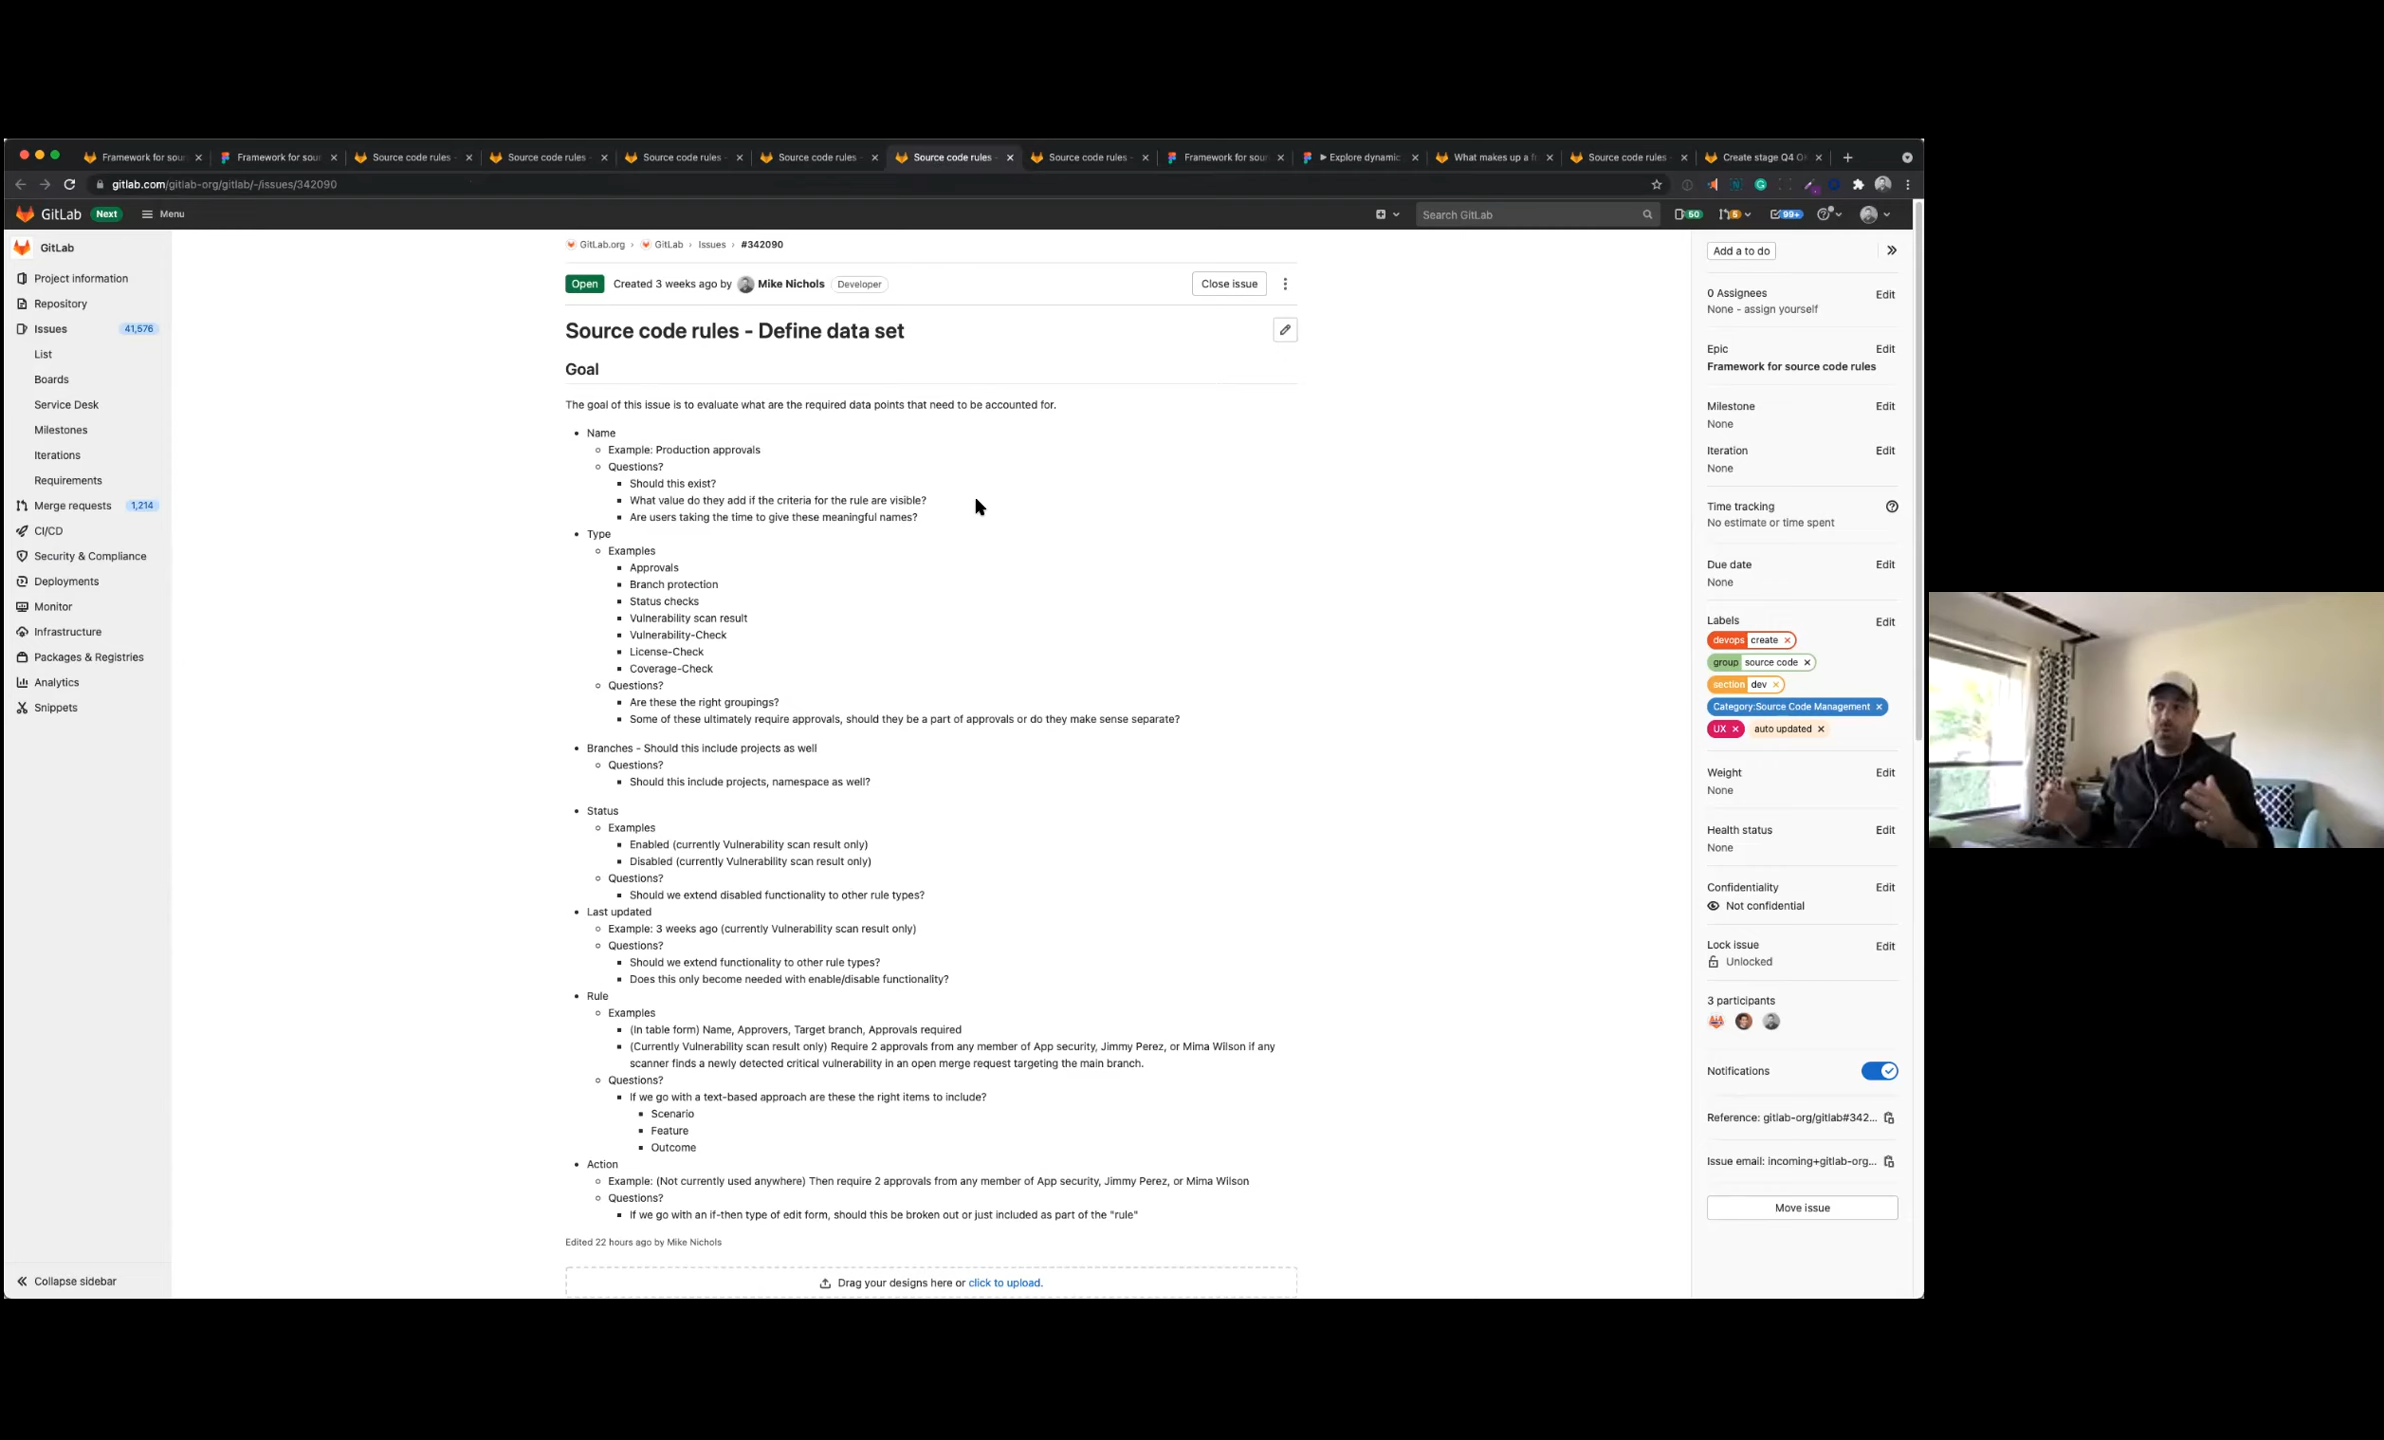 Framework for sour
Framework for sour
Source code rules -
Source code rules -
Source code rules -
Source code rules -
Source code rules -
Source code rules -
Framework for sour
▶ Explore dynamic
What makes up a fr
Source code rules -
Create stage Q4 O
gitlab.com/gitlab-org/gitlab/-/issues/342090
GitLab Next Menu
Search GitLab
50
5
99+
GitLab
Project information
Repository
Issues 41,576
List
Boards
Service Desk
Milestones
Iterations
Requirements
Merge requests 1,214
CI/CD
Security & Compliance
Deployments
Monitor
Infrastructure
Packages & Registries
Analytics
Snippets
Collapse sidebar
GitLab.org › GitLab › Issues › #342090
Open Created 3 weeks ago by Mike Nichols Developer
Close issue
Source code rules - Define data set
Goal
The goal of this issue is to evaluate what are the required data points that need to be accounted for.
Name
Example: Production approvals
Questions?
Should this exist?
What value do they add if the criteria for the rule are visible?
Are users taking the time to give these meaningful names?
Type
Examples
Approvals
Branch protection
Status checks
Vulnerability scan result
Vulnerability-Check
License-Check
Coverage-Check
Questions?
Are these the right groupings?
Some of these ultimately require approvals, should they be a part of approvals or do they make sense separate?
Branches - Should this include projects as well
Questions?
Should this include projects, namespace as well?
Status
Examples
Enabled (currently Vulnerability scan result only)
Disabled (currently Vulnerability scan result only)
Questions?
Should we extend disabled functionality to other rule types?
Last updated
Example: 3 weeks ago (currently Vulnerability scan result only)
Questions?
Should we extend functionality to other rule types?
Does this only become needed with enable/disable functionality?
Rule
Examples
(In table form) Name, Approvers, Target branch, Approvals required
(Currently Vulnerability scan result only) Require 2 approvals from any member of App security, Jimmy Perez, or Mima Wilson if any
scanner finds a newly detected critical vulnerability in an open merge request targeting the main branch.
Questions?
If we go with a text-based approach are these the right items to include?
Scenario
Feature
Outcome
Action
Example: (Not currently used anywhere) Then require 2 approvals from any member of App security, Jimmy Perez, or Mima Wilson
Questions?
If we go with an if-then type of edit form, should this be broken out or just included as part of the "rule"
Edited 22 hours ago by Mike Nichols
Drag your designs here or click to upload.
Add a to do
0 Assignees Edit
None - assign yourself
Epic Edit
Framework for source code rules
Milestone Edit
None
Iteration Edit
None
Time tracking
No estimate or time spent
Due date Edit
None
Labels Edit
devops create
group source code
section dev
Category:Source Code Management
UX auto updated
Weight Edit
None
Health status Edit
None
Confidentiality Edit
Not confidential
Lock issue Edit
Unlocked
3 participants
Notifications
Reference: gitlab-org/gitlab#342...
Issue email: incoming+gitlab-org...
Move issue